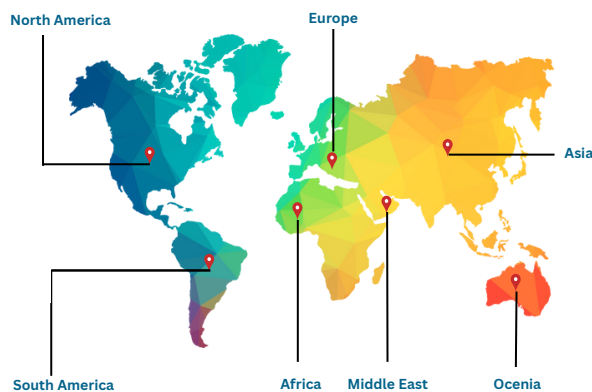 North America
Europe
Asia
South America
Africa
Middle East
Ocenia